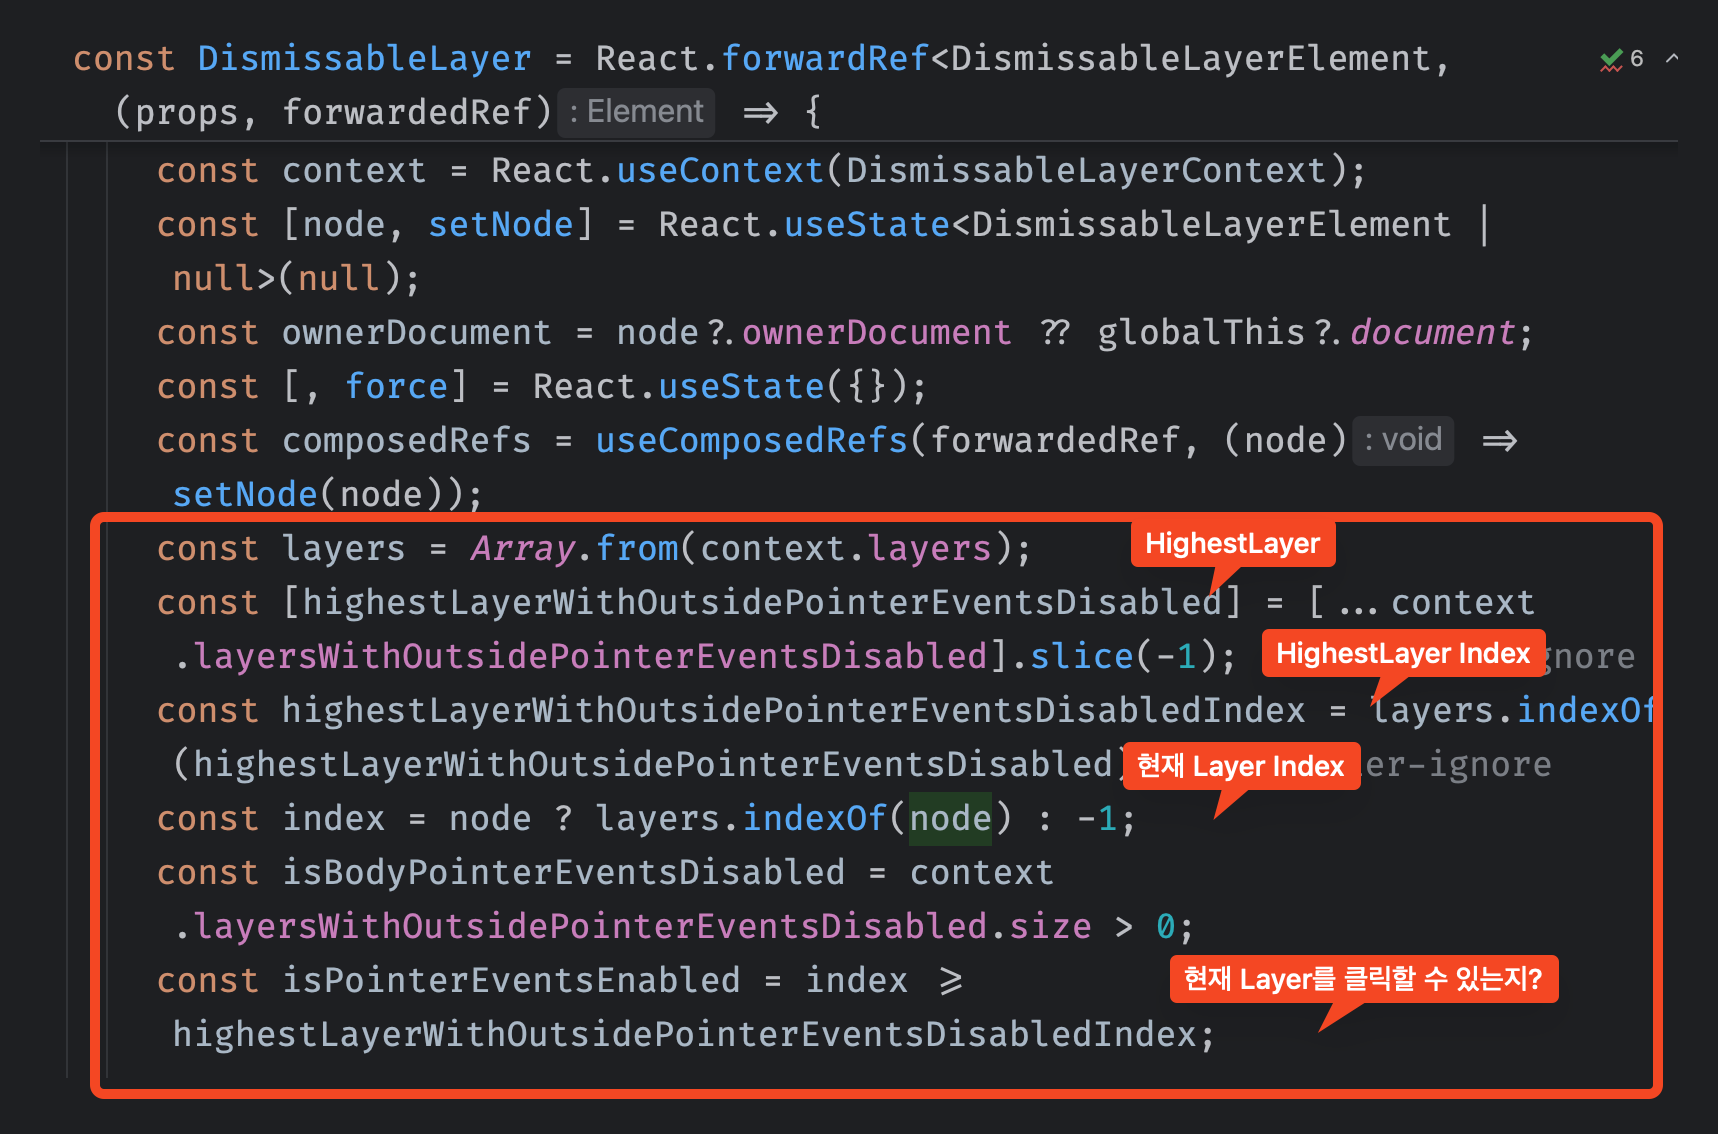 const DismissableLayer = React.forwardRef<DismissableLayerElement,
6
(props, forwardedRef) : Element => {
const context = React.useContext(DismissableLayerContext);
const [node, setNode] = React.useState<DismissableLayerElement |
null>(null);
const ownerDocument = node?.ownerDocument ?? globalThis?.document;
const [, force] = React.useState({});
const composedRefs = useComposedRefs(forwardedRef, (node) : void =>
setNode(node));
const layers = Array.from(context.layers);
HighestLayer
const [highestLayerWithOutsidePointerEventsDisabled] = [...context
.layersWithOutsidePointerEventsDisabled].slice(-1);
HighestLayer Index
gnore
const highestLayerWithOutsidePointerEventsDisabledIndex = layers.indexOf
(highestLayerWithOutsidePointerEventsDisabled)
현재 Layer Index
er-ignore
const index = node ? layers.indexOf(node) : -1;
const isBodyPointerEventsDisabled = context
.layersWithOutsidePointerEventsDisabled.size > 0;
const isPointerEventsEnabled = index >=
현재 Layer를 클릭할 수 있는지?
highestLayerWithOutsidePointerEventsDisabledIndex;